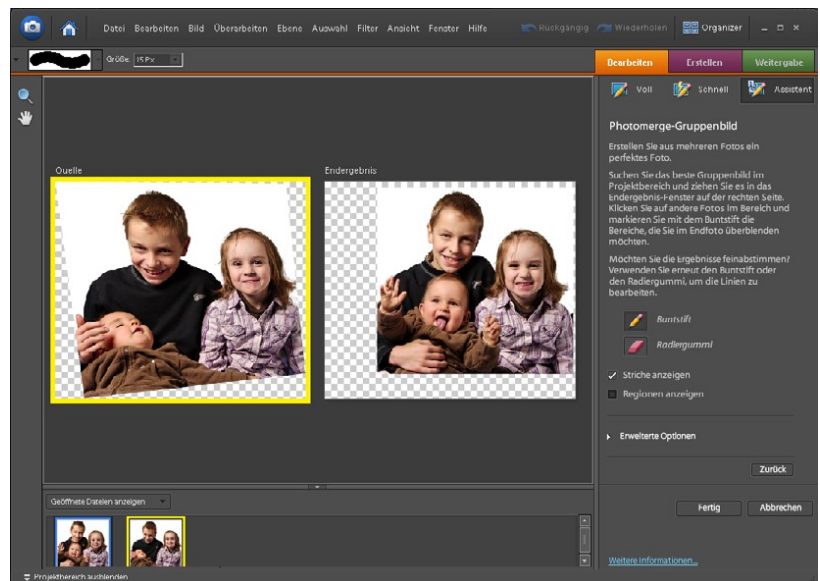 Datei Bearbeiten Bild Überarbeiten Ebene Auswahl Filter Ansicht Fenster Hilfe Rückgängig Wiederholen Organizer
Größe: 15 Px
Bearbeiten Erstellen Weitergabe
Voll Schnell Assistent
Photomerge-Gruppenbild
Erstellen Sie aus mehreren Fotos ein
perfektes Foto.
Suchen Sie das beste Gruppenbild im
Projektbereich und ziehen Sie es in das
Endergebnis-Fenster auf der rechten Seite.
Klicken Sie auf andere Fotos im Bereich und
markieren Sie mit dem Buntstift die
Bereiche, die Sie im Endfoto überblenden
möchten.
Möchten Sie die Ergebnisse feinabstimmen?
Verwenden Sie erneut den Buntstift oder
den Radiergummi, um die Linien zu
bearbeiten.
Buntstift
Radiergummi
Striche anzeigen
Regionen anzeigen
Erweiterte Optionen
Zurück
Fertig Abbrechen
Weitere Informationen...
Quelle Endergebnis
Geöffnete Dateien anzeigen
Projektbereich ausblenden